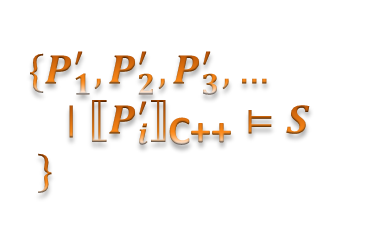 {P′₁, P′₂, P′₃, …
| ⟦P′ᵢ⟧C++ ⊨ S
}